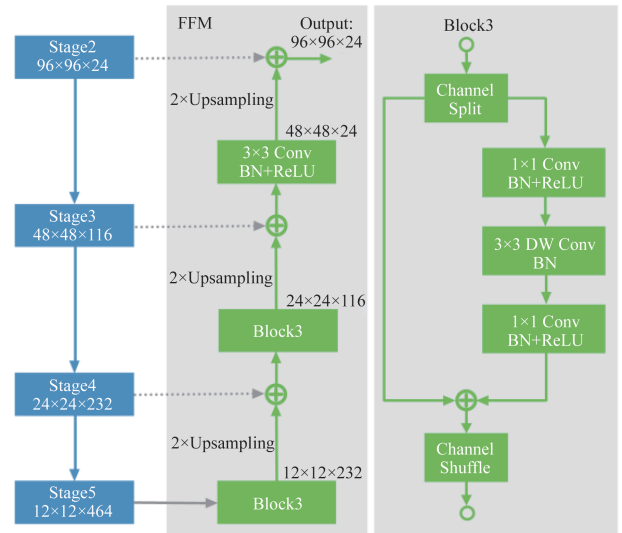 Stage2
96×96×24
Stage3
48×48×116
Stage4
24×24×232
Stage5
12×12×464
FFM
Output:
96×96×24
2×Upsampling
48×48×24
3×3 Conv
BN+ReLU
2×Upsampling
24×24×116
Block3
2×Upsampling
12×12×232
Block3
Block3
Channel
Split
1×1 Conv
BN+ReLU
3×3 DW Conv
BN
1×1 Conv
BN+ReLU
Channel
Shuffle